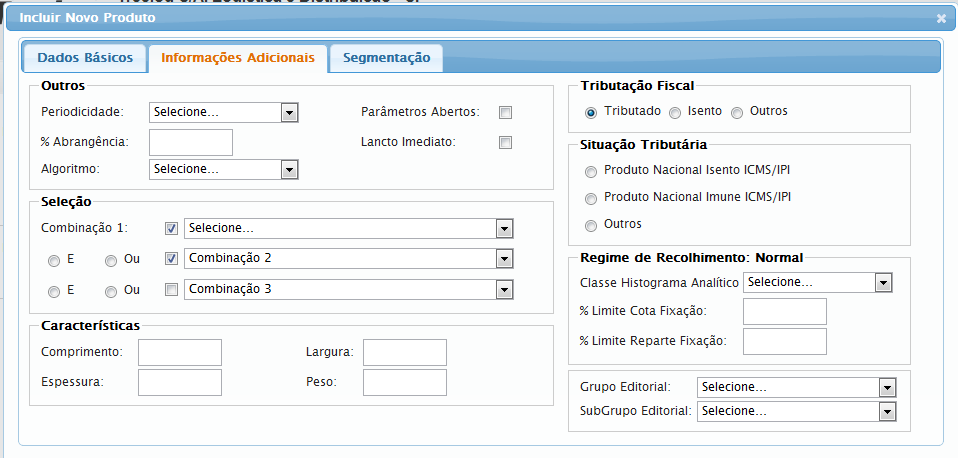 Incluir Novo Produto
Dados Básicos Informações Adicionais Segmentação
Outros
Periodicidade: Selecione... Parâmetros Abertos:
% Abrangência: Lancto Imediato:
Algoritmo: Selecione...
Seleção
Combinação 1: Selecione...
E Ou Combinação 2
E Ou Combinação 3
Características
Comprimento: Largura:
Espessura: Peso:
Tributação Fiscal
Tributado Isento Outros
Situação Tributária
Produto Nacional Isento ICMS/IPI
Produto Nacional Imune ICMS/IPI
Outros
Regime de Recolhimento: Normal
Classe Histograma Analítico Selecione...
% Limite Cota Fixação:
% Limite Reparte Fixação:
Grupo Editorial: Selecione...
SubGrupo Editorial: Selecione...